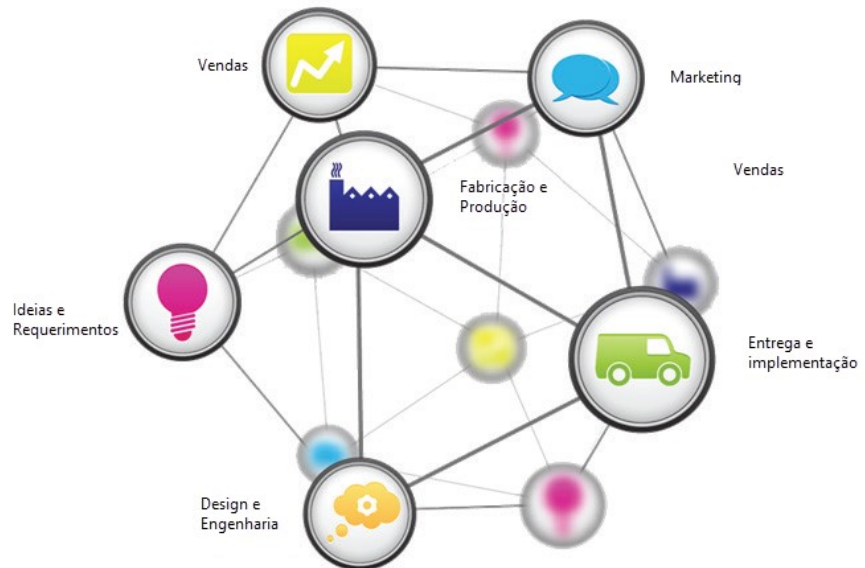 Vendas
Marketing
Vendas
Fabricação e
Produção
Ideias e
Requerimentos
Entrega e
implementação
Design e
Engenharia